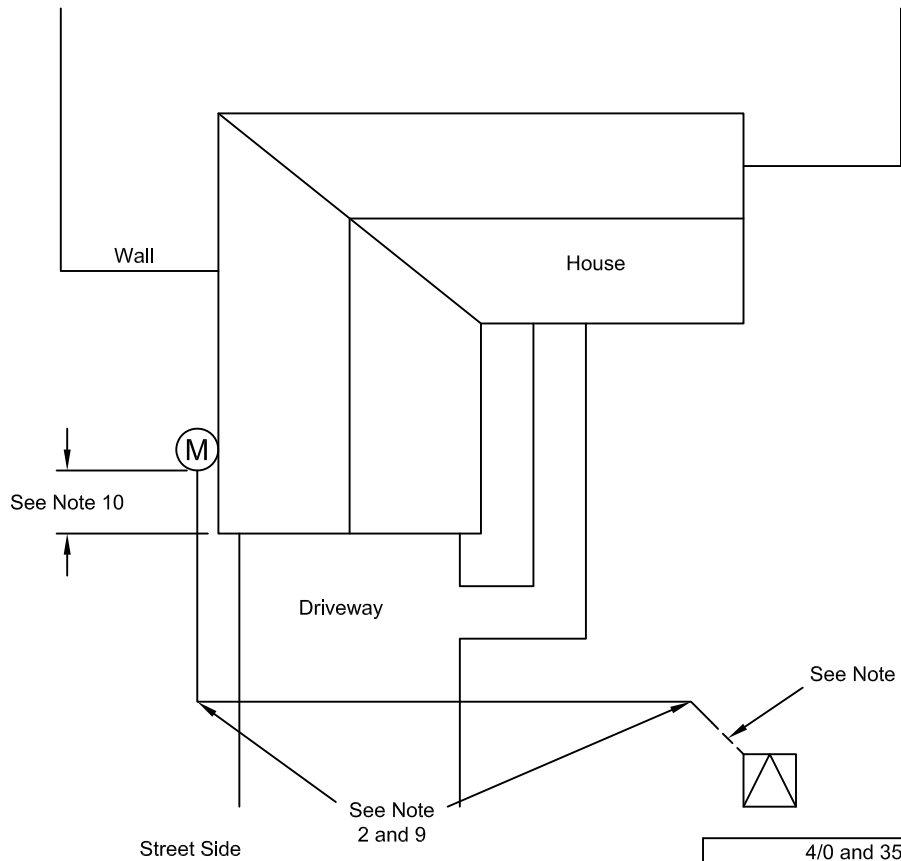 Wall
House
M
See Note 10
Driveway
See Note
See Note
2 and 9
Street Side
4/0 and 35